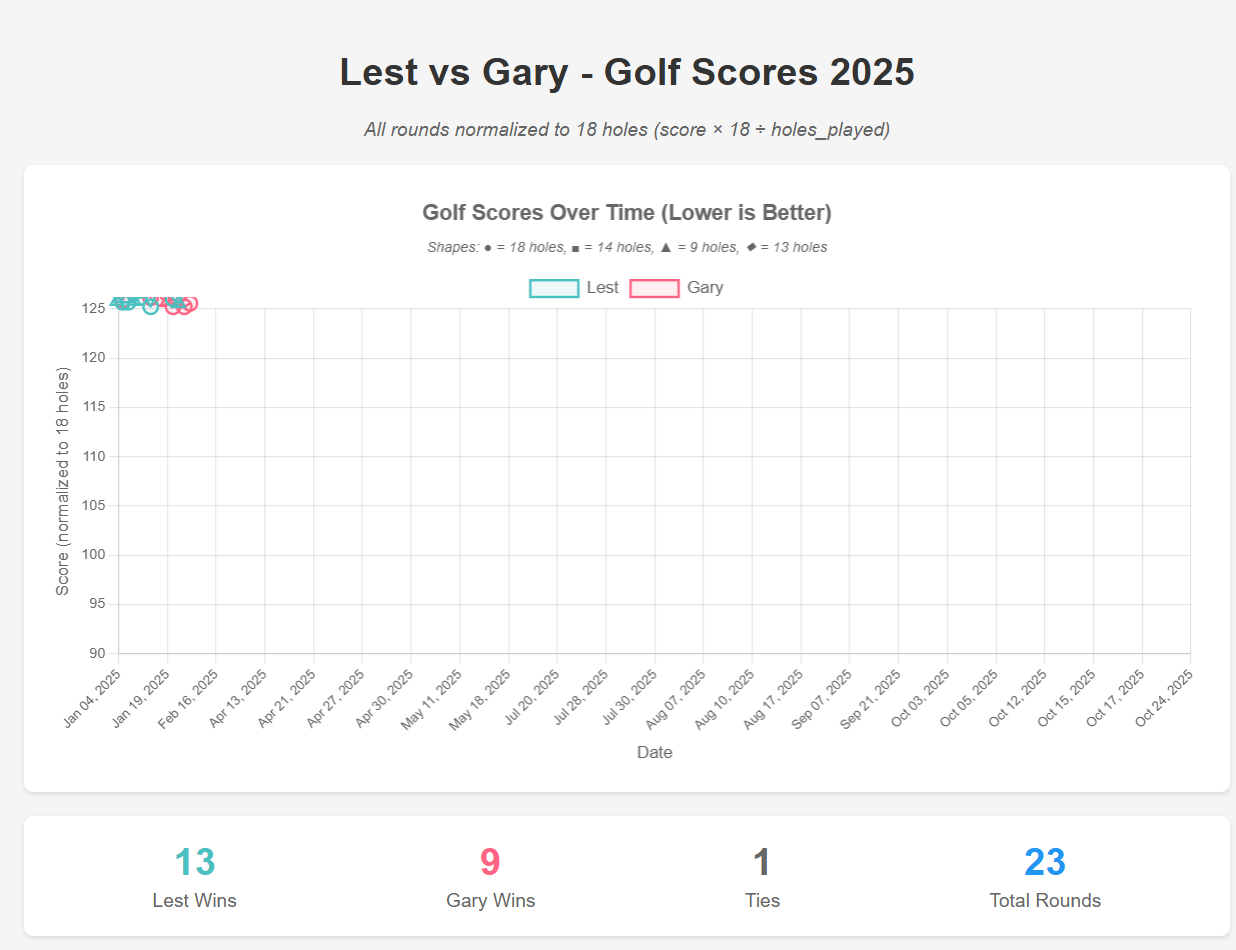 Lest vs Gary - Golf Scores 2025
All rounds normalized to 18 holes (score × 18 ÷ holes_played)
Golf Scores Over Time (Lower is Better)
Shapes: ● = 18 holes, ■ = 14 holes, ▲ = 9 holes, ◆ = 13 holes
Lest Gary
125
120
115
110
105
100
95
90
Score (normalized to 18 holes)
Jan 04, 2025
Jan 19, 2025
Feb 16, 2025
Apr 13, 2025
Apr 21, 2025
Apr 27, 2025
Apr 30, 2025
May 11, 2025
May 18, 2025
Jul 20, 2025
Jul 28, 2025
Jul 30, 2025
Aug 07, 2025
Aug 10, 2025
Aug 17, 2025
Sep 07, 2025
Sep 21, 2025
Oct 03, 2025
Oct 05, 2025
Oct 12, 2025
Oct 15, 2025
Oct 17, 2025
Oct 24, 2025
Date
13 9 1 23
Lest Wins Gary Wins Ties Total Rounds